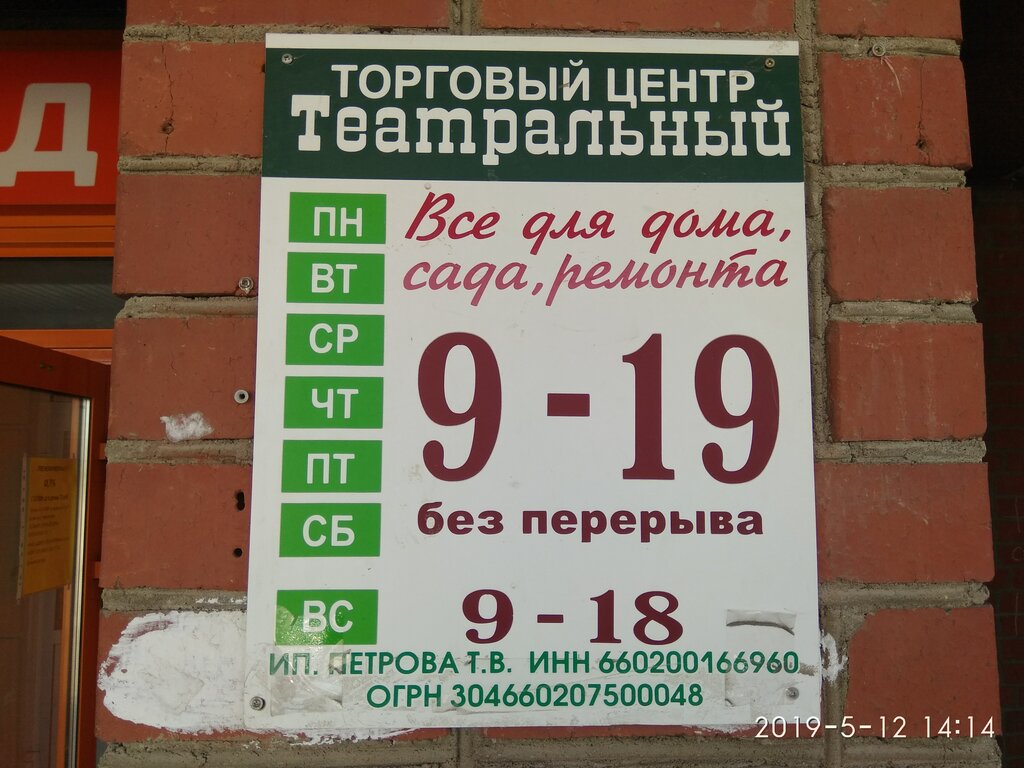 Д
ТОРГОВЫЙ ЦЕНТР
Театральный
ПН
ВТ
СР
ЧТ
ПТ
СБ
ВС
Все для дома,
сада, ремонта
9 - 19
без перерыва
9 - 18
ИП. ПЕТРОВА Т.В. ИНН 660200166960
ОГРН 304660207500048
2019-5-12 14:14